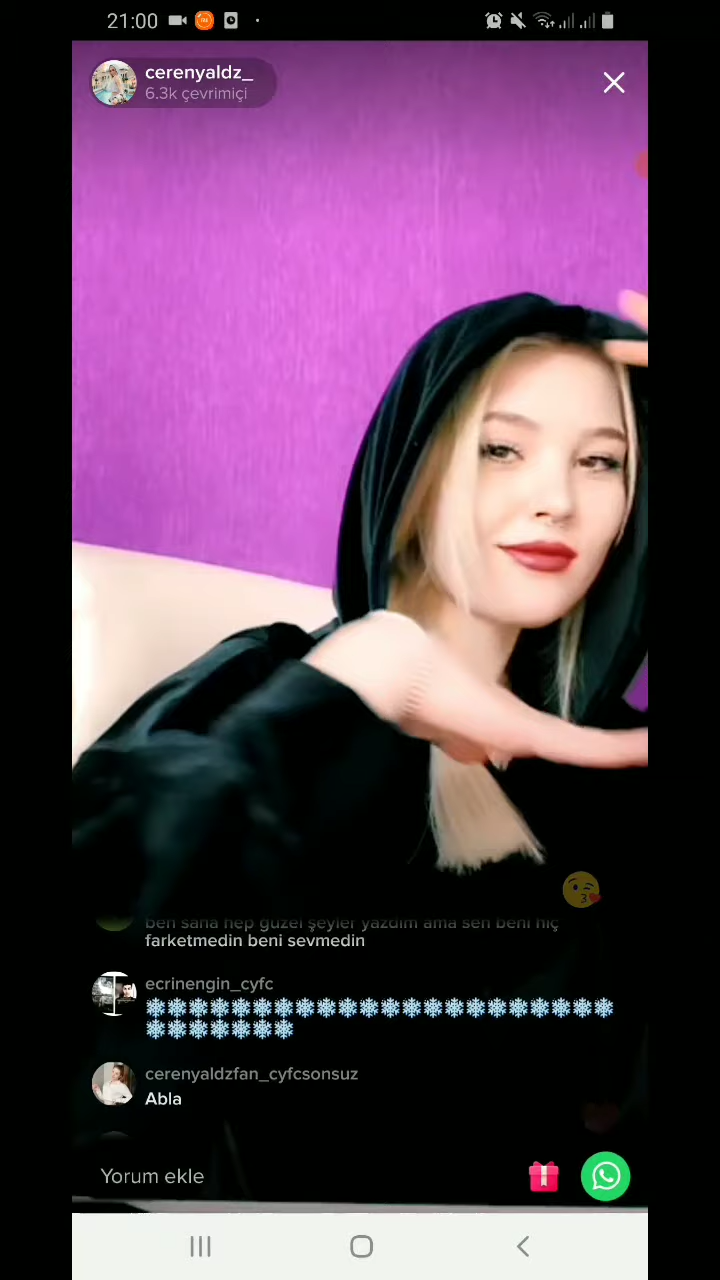 21:00
cerenyaldz_
6.3k çevrimiçi
ben sana hep güzel şeyler yazdım ama sen beni hiç
farketmedin beni sevmedin
ecrinengin_cyfc
cerenyaldzfan_cyfcsonsuz
Abla
Yorum ekle